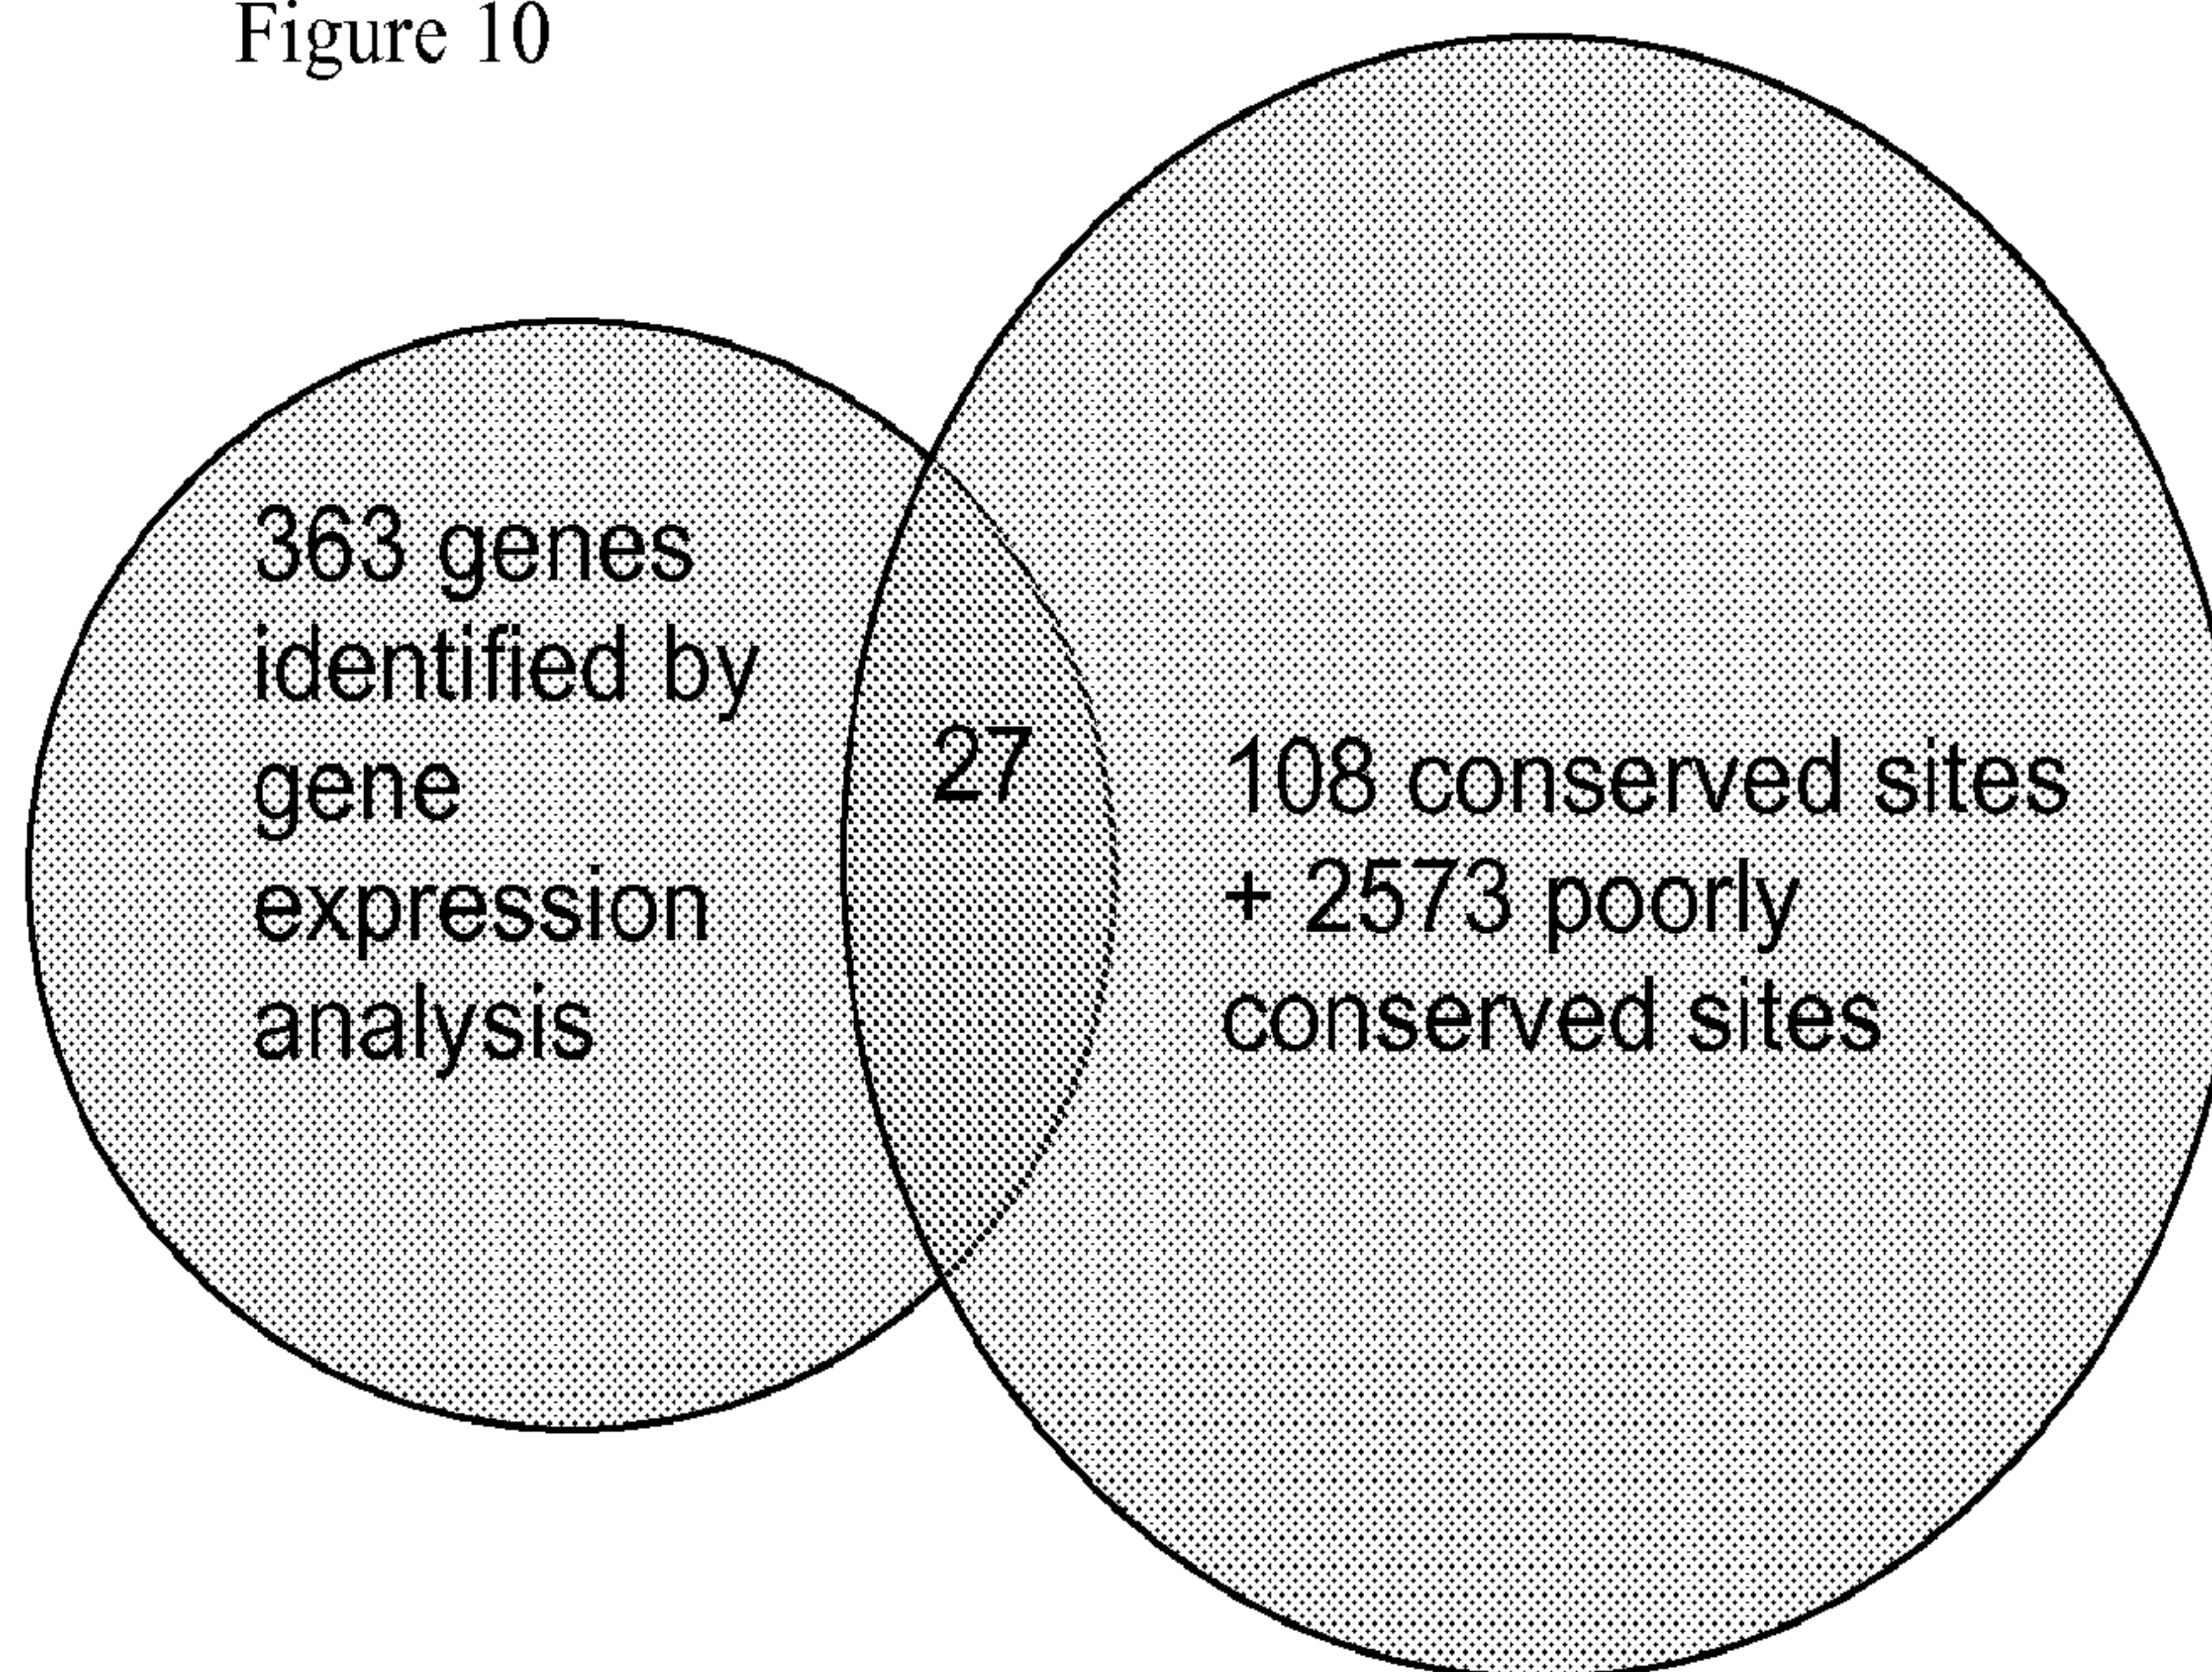 Figure 10
363 genes
identified by
gene
expression
analysis
27
108 conserved sites
+ 2573 poorly
conserved sites